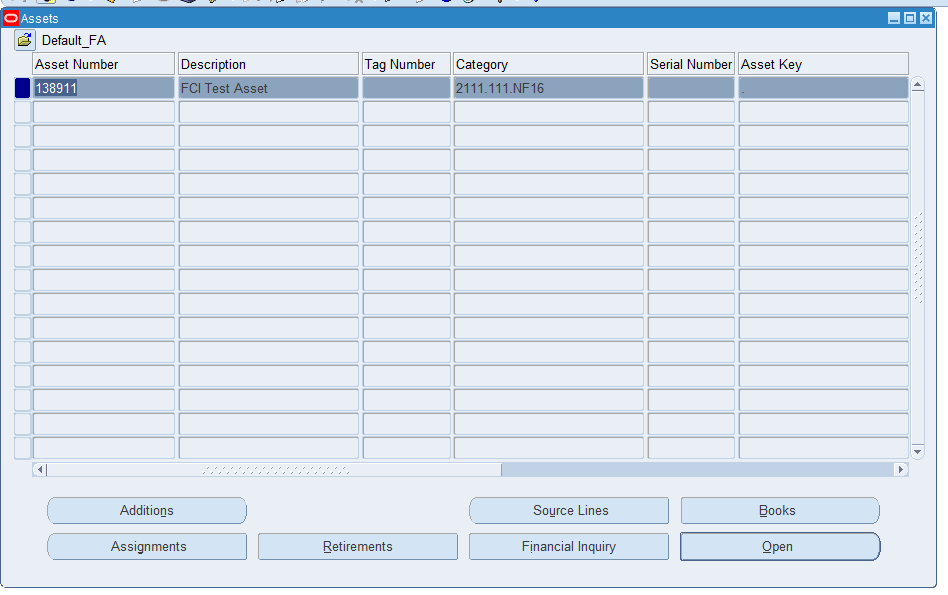 Assets
Default_FA
Asset Number Description Tag Number Category Serial Number Asset Key
138911 FCI Test Asset 2111.111.NF16 .
Additions Source Lines Books
Assignments Retirements Financial Inquiry Open